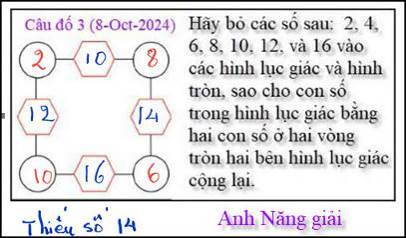 Câu đố 3 (8-Oct-2024)
Hãy bỏ các số sau: 2, 4,
6, 8, 10, 12, và 16 vào
các hình lục giác và hình
tròn, sao cho con số
trong hình lục giác bằng
hai con số ở hai vòng
tròn hai bên hình lục giác
cộng lại.
2 10 8
12 14
10 16 6
Thiếu số 14
Anh Năng giải